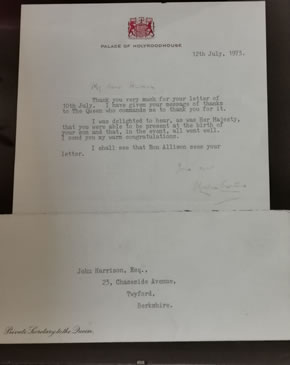 PALACE OF HOLYROODHOUSE
12th July, 1973.
My dear
Thank you very much for your letter of
10th July. I have given your message of thanks
to The Queen who commands me to thank you for it.
I was delighted to hear, as was Her Majesty,
that you were able to be present at the birth of
your son and that, in the event, all went well.
I send you my warm congratulations.
I shall see that Ron Allison sees your
letter.
John Harrison, Esq.,
Avenue,
Twyford,
Berkshire.
Private Secretary to the Queen.